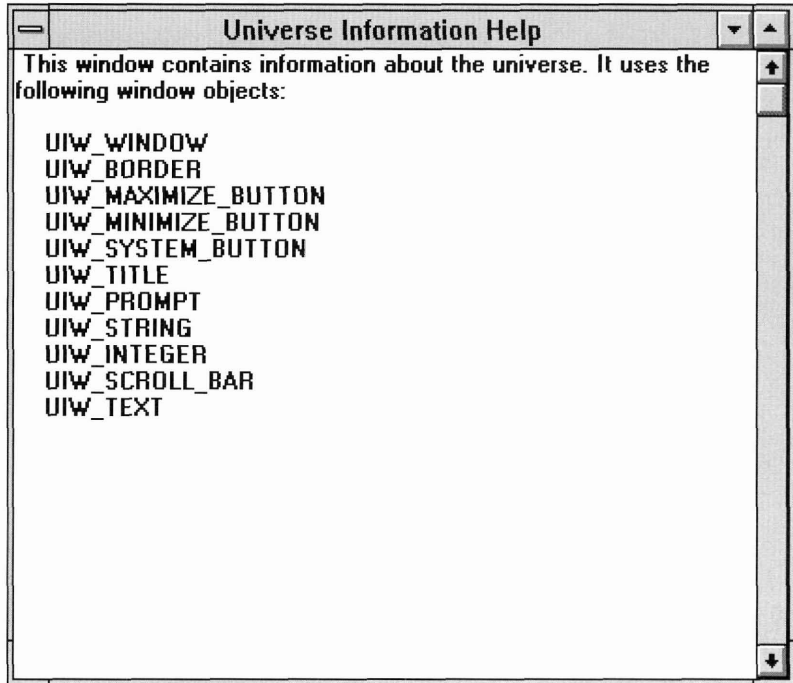 Universe Information Help
This window contains information about the universe. It uses the
following window objects:
UIW_WINDOW
UIW_BORDER
UIW_MAXIMIZE_BUTTON
UIW_MINIMIZE_BUTTON
UIW_SYSTEM_BUTTON
UIW_TITLE
UIW_PROMPT
UIW_STRING
UIW_INTEGER
UIW_SCROLL_BAR
UIW_TEXT